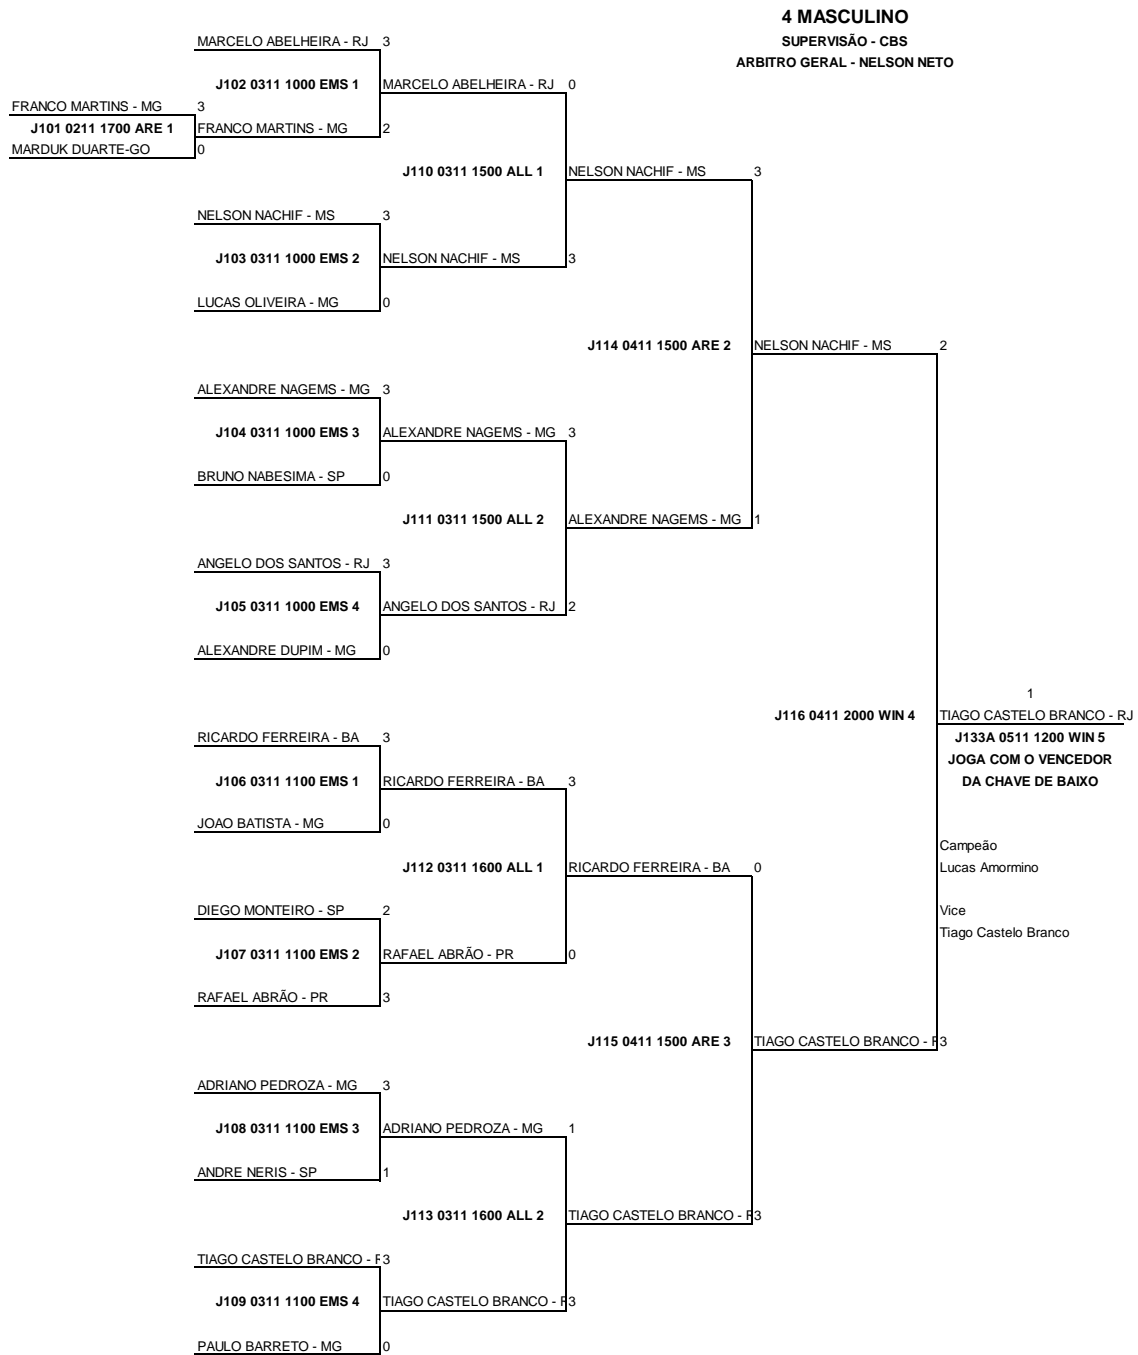 4 MASCULINO
SUPERVISÃO - CBS
ARBITRO GERAL - NELSON NETO
MARCELO ABELHEIRA - RJ 3
J102 0311 1000 EMS 1 MARCELO ABELHEIRA - RJ 0
FRANCO MARTINS - MG 3
J101 0211 1700 ARE 1 FRANCO MARTINS - MG 2
MARDUK DUARTE-GO 0
J110 0311 1500 ALL 1 NELSON NACHIF - MS 3
NELSON NACHIF - MS 3
J103 0311 1000 EMS 2 NELSON NACHIF - MS 3
LUCAS OLIVEIRA - MG 0
J114 0411 1500 ARE 2 NELSON NACHIF - MS 2
ALEXANDRE NAGEMS - MG 3
J104 0311 1000 EMS 3 ALEXANDRE NAGEMS - MG 3
BRUNO NABESIMA - SP 0
J111 0311 1500 ALL 2 ALEXANDRE NAGEMS - MG 1
ANGELO DOS SANTOS - RJ 3
J105 0311 1000 EMS 4 ANGELO DOS SANTOS - RJ 2
ALEXANDRE DUPIM - MG 0
1
J116 0411 2000 WIN 4 TIAGO CASTELO BRANCO - RJ
RICARDO FERREIRA - BA 3 J133A 0511 1200 WIN 5
JOGA COM O VENCEDOR
J106 0311 1100 EMS 1 RICARDO FERREIRA - BA 3 DA CHAVE DE BAIXO
JOAO BATISTA - MG 0
Campeão
J112 0311 1600 ALL 1 RICARDO FERREIRA - BA 0 Lucas Amormino
DIEGO MONTEIRO - SP 2 Vice
Tiago Castelo Branco
J107 0311 1100 EMS 2 RAFAEL ABRÃO - PR 0
RAFAEL ABRÃO - PR 3
J115 0411 1500 ARE 3 TIAGO CASTELO BRANCO - 3
ADRIANO PEDROZA - MG 3
J108 0311 1100 EMS 3 ADRIANO PEDROZA - MG 1
ANDRE NERIS - SP 1
J113 0311 1600 ALL 2 TIAGO CASTELO BRANCO - 3
TIAGO CASTELO BRANCO - 3
J109 0311 1100 EMS 4 TIAGO CASTELO BRANCO - 3
PAULO BARRETO - MG 0